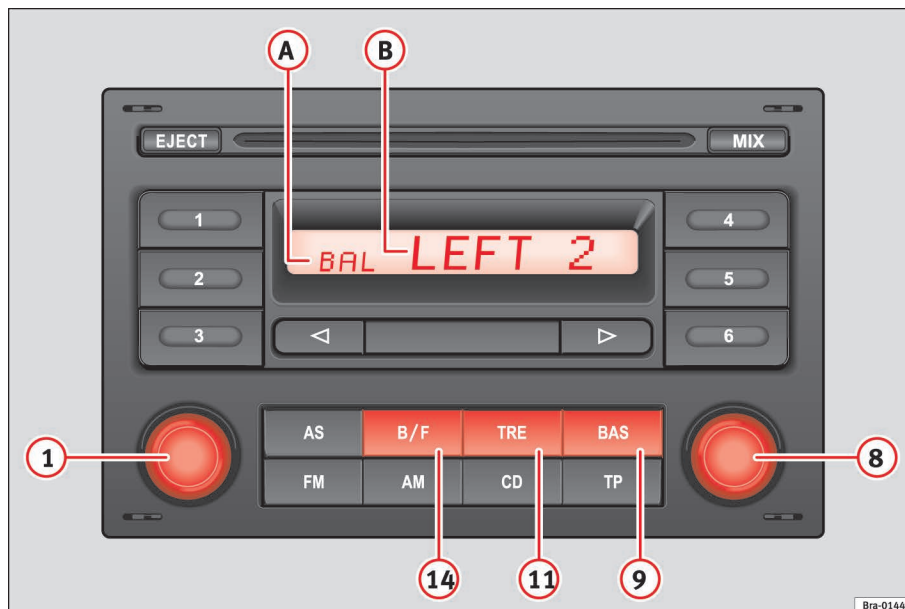 A B
EJECT MIX
1 4
BAL LEFT 2
2 5
3 6
AS B/F TRE BAS
1 8
FM AM CD TP
14 11 9
Bra-0144